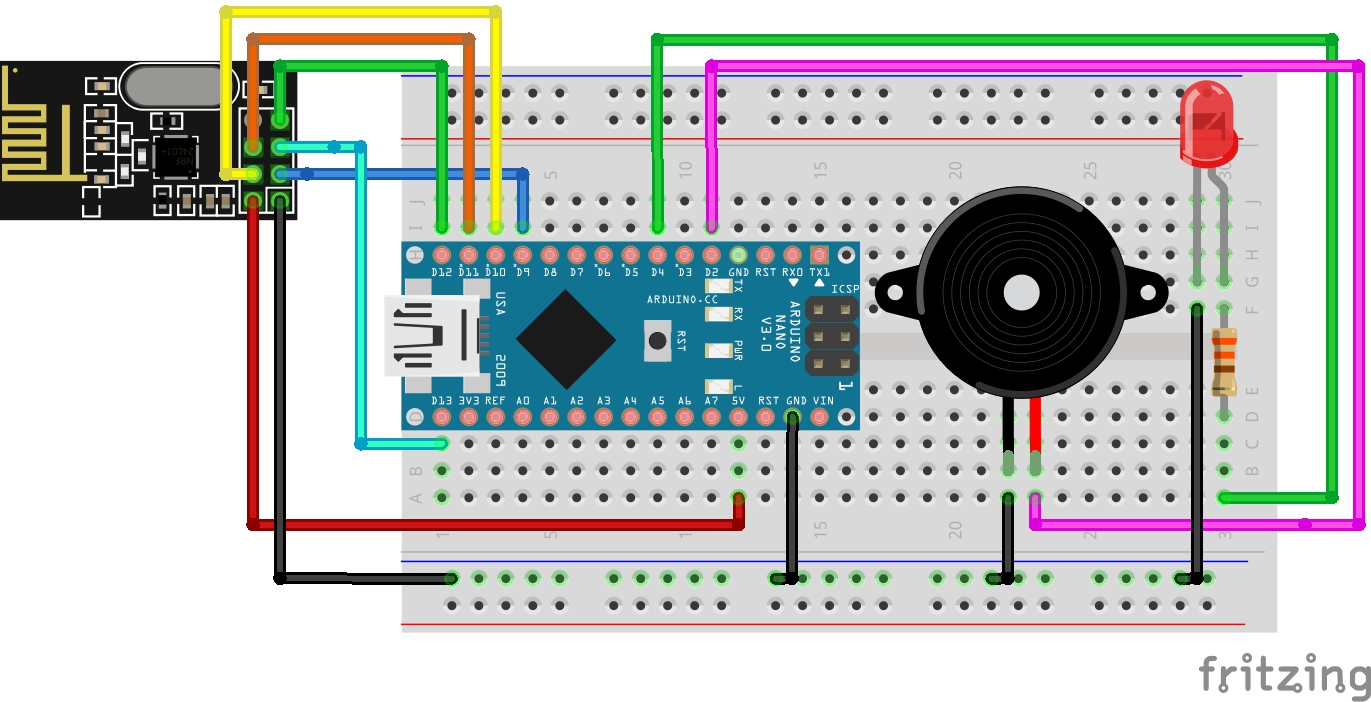 NRF
24L01+
5
10
15
20
25
30
J
I
H
G
F
D12 D11 D10 D9 D8 D7 D6 D5 D4 D3 D2 GND RST RX0 TX1
TX
RX
PWR
L
ARDUINO.CC
RST
ARDUINO
NANO
V3.0
ICSP
1
USA
2009
D13 3V3 REF A0 A1 A2 A3 A4 A5 A6 A7 5V RST GND VIN
E
D
C
B
A
1
5
10
15
20
fritzing